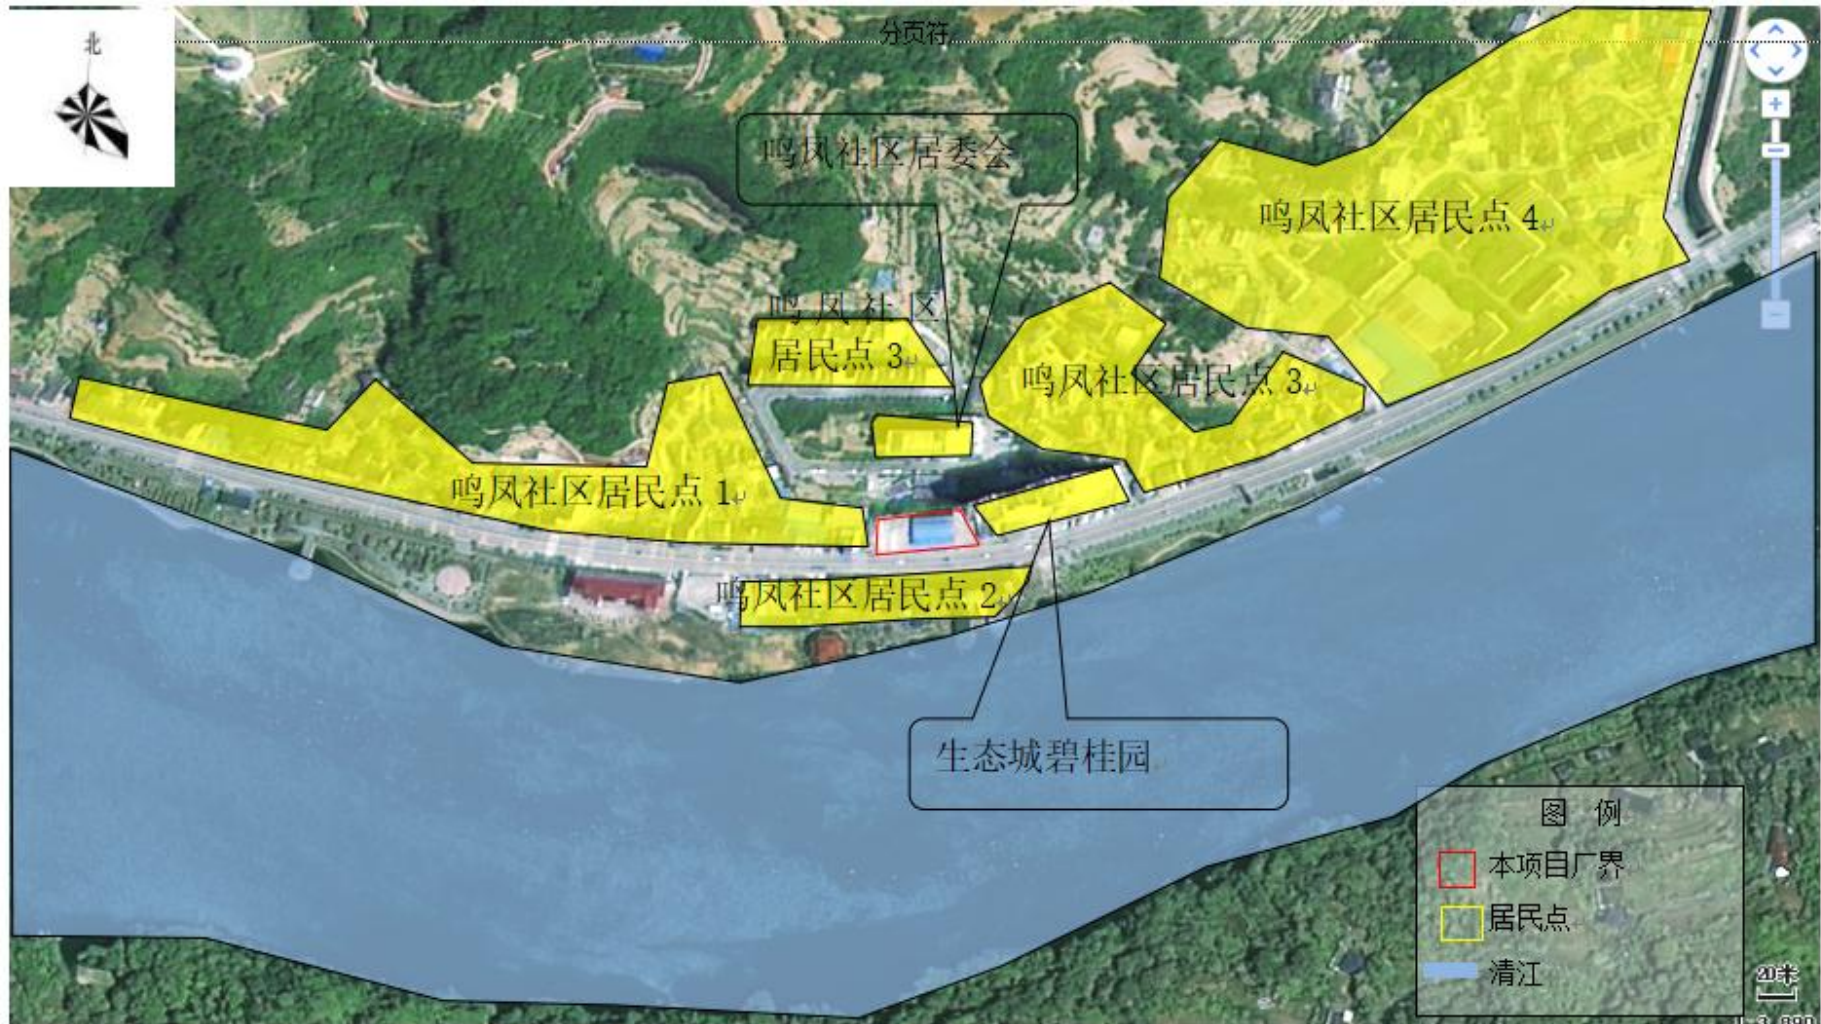 北
分页符
鸣凤社区居委会
鸣凤社区居民点 4
鸣凤社区
居民点 3
鸣凤社区居民点 3
鸣凤社区居民点 1
鸣凤社区居民点 2
生态城碧桂园
图 例
本项目厂界
居民点
清江
20米